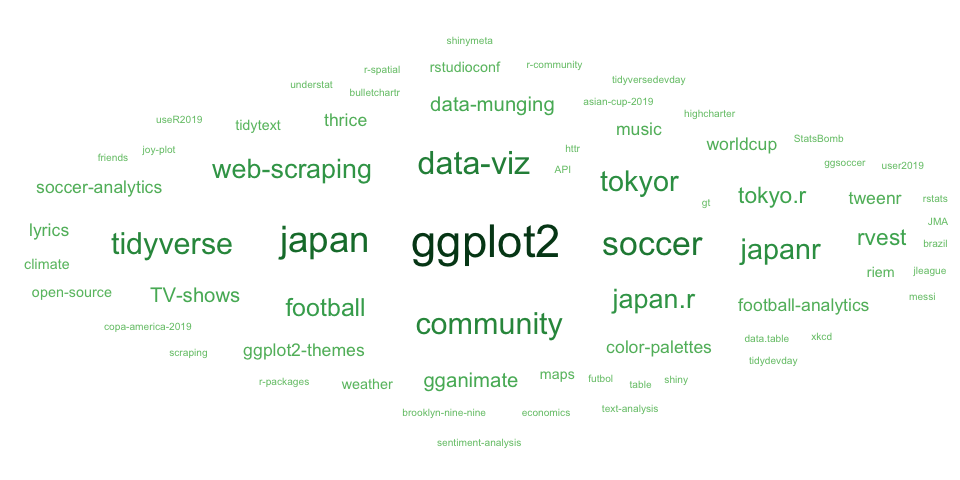 shinymeta
r-spatial rstudioconf r-community
understat bulletchartr tidyversedevday
data-munging asian-cup-2019
useR2019 tidytext thrice music highcharter
friends joy-plot httr worldcup StatsBomb
web-scraping data-viz API ggsoccer user2019
soccer-analytics tokyor gt tokyo.r tweenr rstats
lyrics JMA
tidyverse japan ggplot2 soccer japanr rvest brazil
climate riem jleague
open-source TV-shows football japan.r football-analytics messi
copa-america-2019 community
scraping ggplot2-themes color-palettes data.table xkcd
tidydevday
r-packages weather gganimate maps futbol table shiny
brooklyn-nine-nine economics text-analysis
sentiment-analysis